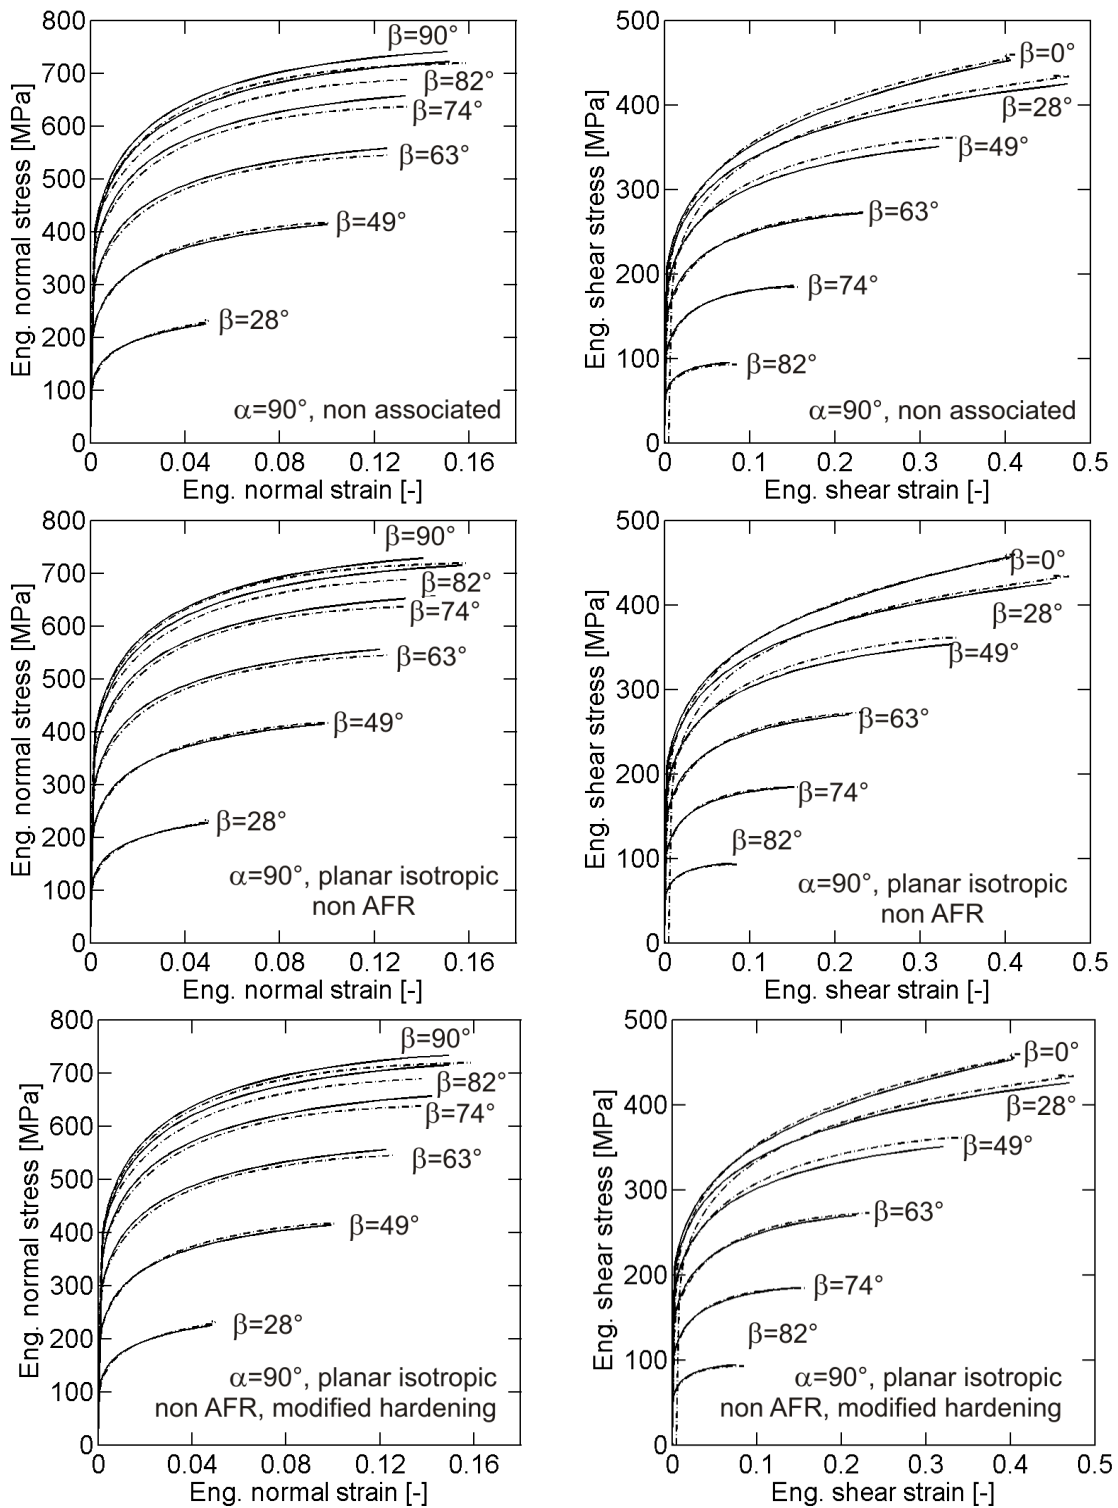 800
700
600
500
400
300
200
100
0
Eng. normal stress [MPa]
β=90°
β=82°
β=74°
β=63°
β=49°
β=28°
α=90°, non associated
0 0.04 0.08 0.12 0.16
Eng. normal strain [-]
500
400
300
200
100
0
Eng. shear stress [MPa]
β=0°
β=28°
β=49°
β=63°
β=74°
β=82°
α=90°, non associated
0 0.1 0.2 0.3 0.4 0.5
Eng. shear strain [-]
800
700
600
500
400
300
200
100
0
Eng. normal stress [MPa]
β=90°
β=82°
β=74°
β=63°
β=49°
β=28°
α=90°, planar isotropic
non AFR
0 0.04 0.08 0.12 0.16
Eng. normal strain [-]
500
400
300
200
100
0
Eng. shear stress [MPa]
β=0°
β=28°
β=49°
β=63°
β=74°
β=82°
α=90°, planar isotropic
non AFR
0 0.1 0.2 0.3 0.4 0.5
Eng. shear strain [-]
800
700
600
500
400
300
200
100
0
Eng. normal stress [MPa]
β=90°
β=82°
β=74°
β=63°
β=49°
β=28°
α=90°, planar isotropic
non AFR, modified hardening
0 0.04 0.08 0.12 0.16
Eng. normal strain [-]
500
400
300
200
100
0
Eng. shear stress [MPa]
β=0°
β=28°
β=49°
β=63°
β=74°
β=82°
α=90°, planar isotropic
non AFR, modified hardening
0 0.1 0.2 0.3 0.4 0.5
Eng. shear strain [-]